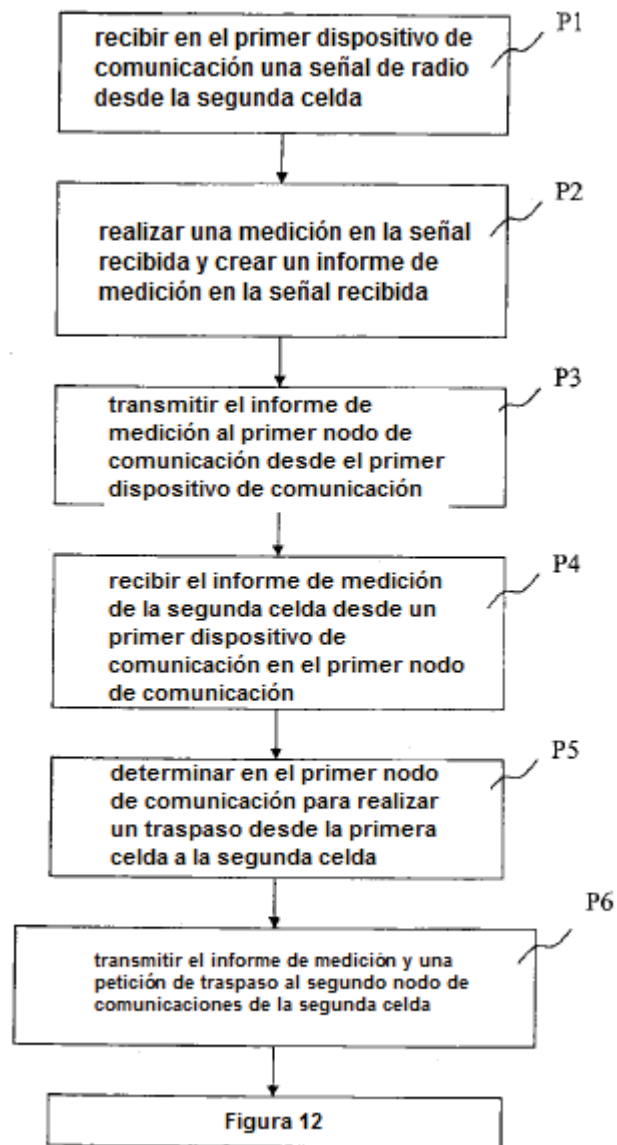 P1
recibir en el primer dispositivo de
comunicación una señal de radio
desde la segunda celda
P2
realizar una medición en la señal
recibida y crear un informe de
medición en la señal recibida
P3
transmitir el informe de
medición al primer nodo de
comunicación desde el primer
dispositivo de comunicación
P4
recibir el informe de medición
de la segunda celda desde un
primer dispositivo de
comunicación en el primer nodo
de comunicación
P5
determinar en el primer nodo
de comunicación para realizar
un traspaso desde la primera
celda a la segunda celda
P6
transmitir el informe de medición y una
petición de traspaso al segundo nodo de
comunicaciones de la segunda celda
Figura 12